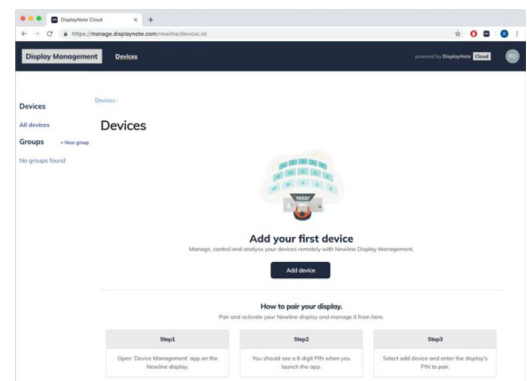 DisplayNote Cloud
https://manage.displaynote.com/newline/deviceList
Display Management Devices powered by DisplayNote Cloud
Devices
Devices
All devices
Devices
Groups + New group
No groups found
Add your first device
Manage, control and analyse your devices remotely with Newline Display Management.
Add device
How to pair your display.
Pair and activate your Newline display and manage it from here.
Step1 Step2 Step3
Open 'Device Management' app on the You should see a 6 digit PIN when you Select add device and enter the display's
Newline display. launch the app. PIN to pair.